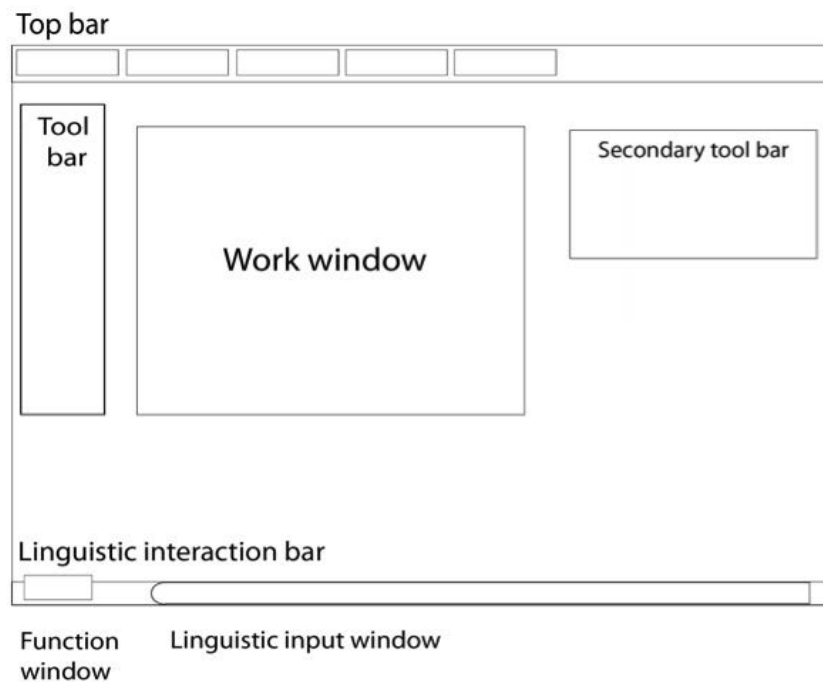 Top bar
Tool
bar
Secondary tool bar
Work window
Linguistic interaction bar
Function
window
Linguistic input window